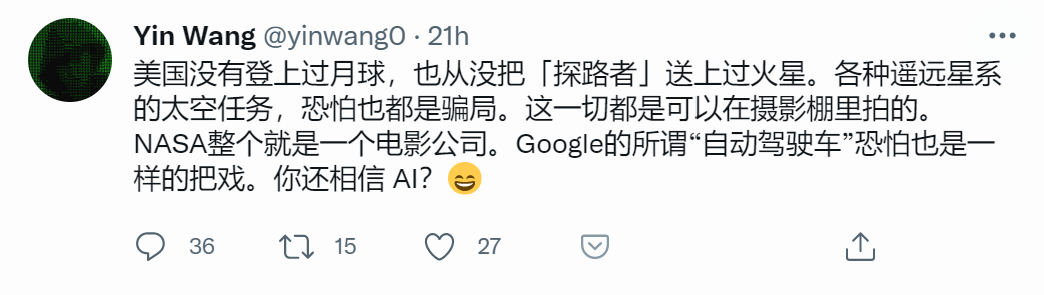 Yin Wang @yinwang0 · 21h
美国没有登上过月球，也从没把「探路者」送上过火星。各种遥远星系
的太空任务，恐怕也都是骗局。这一切都是可以在摄影棚里拍的。
NASA整个就是一个电影公司。Google的所谓“自动驾驶车”恐怕也是一
样的把戏。你还相信 AI？😄
36 15 27